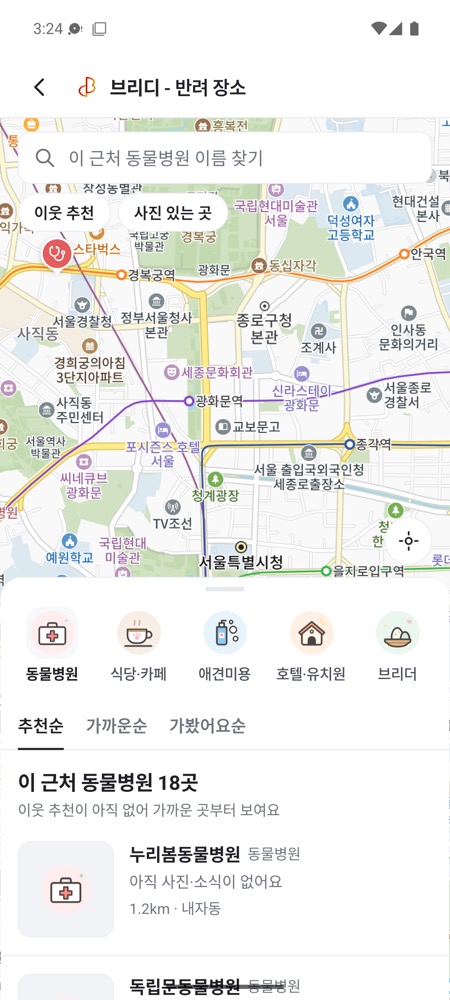 3:24
브리디 - 반려 장소
흥복전
이 근처 동물병원 이름 찾기
이웃 추천
사진 있는 곳
국립현대미술관
서울
덕성여자
고등학교
현대건설
본사
스타벅스
국립고궁
박물관
경복궁
안국역
경복궁역
광화문
동십자각
서울경찰청
정부서울청사
본관
종로구청
본관
조계사
인사동
문화의거리
사직동
경희궁의아침
3단지아파트
세종문화회관
신라스테이
광화문
서울종로
경찰서
사직동
주민센터
광화문역
교보문고
서울역사
박물관
포시즌스 호텔
서울
종각역
씨네큐브
광화문
서울 출입국외국인청
세종로출장소
청계광장
TV조선
예원학교
국립현대
미술관
서울특별시청
을지로입구역
동물병원
식당·카페
애견미용
호텔·유치원
브리더
추천순
가까운순
가봤어요순
이 근처 동물병원 18곳
이웃 추천이 아직 없어 가까운 곳부터 보여요
누리봄동물병원 동물병원
아직 사진·소식이 없어요
1.2km · 내자동
독립문동물병원 동물병원